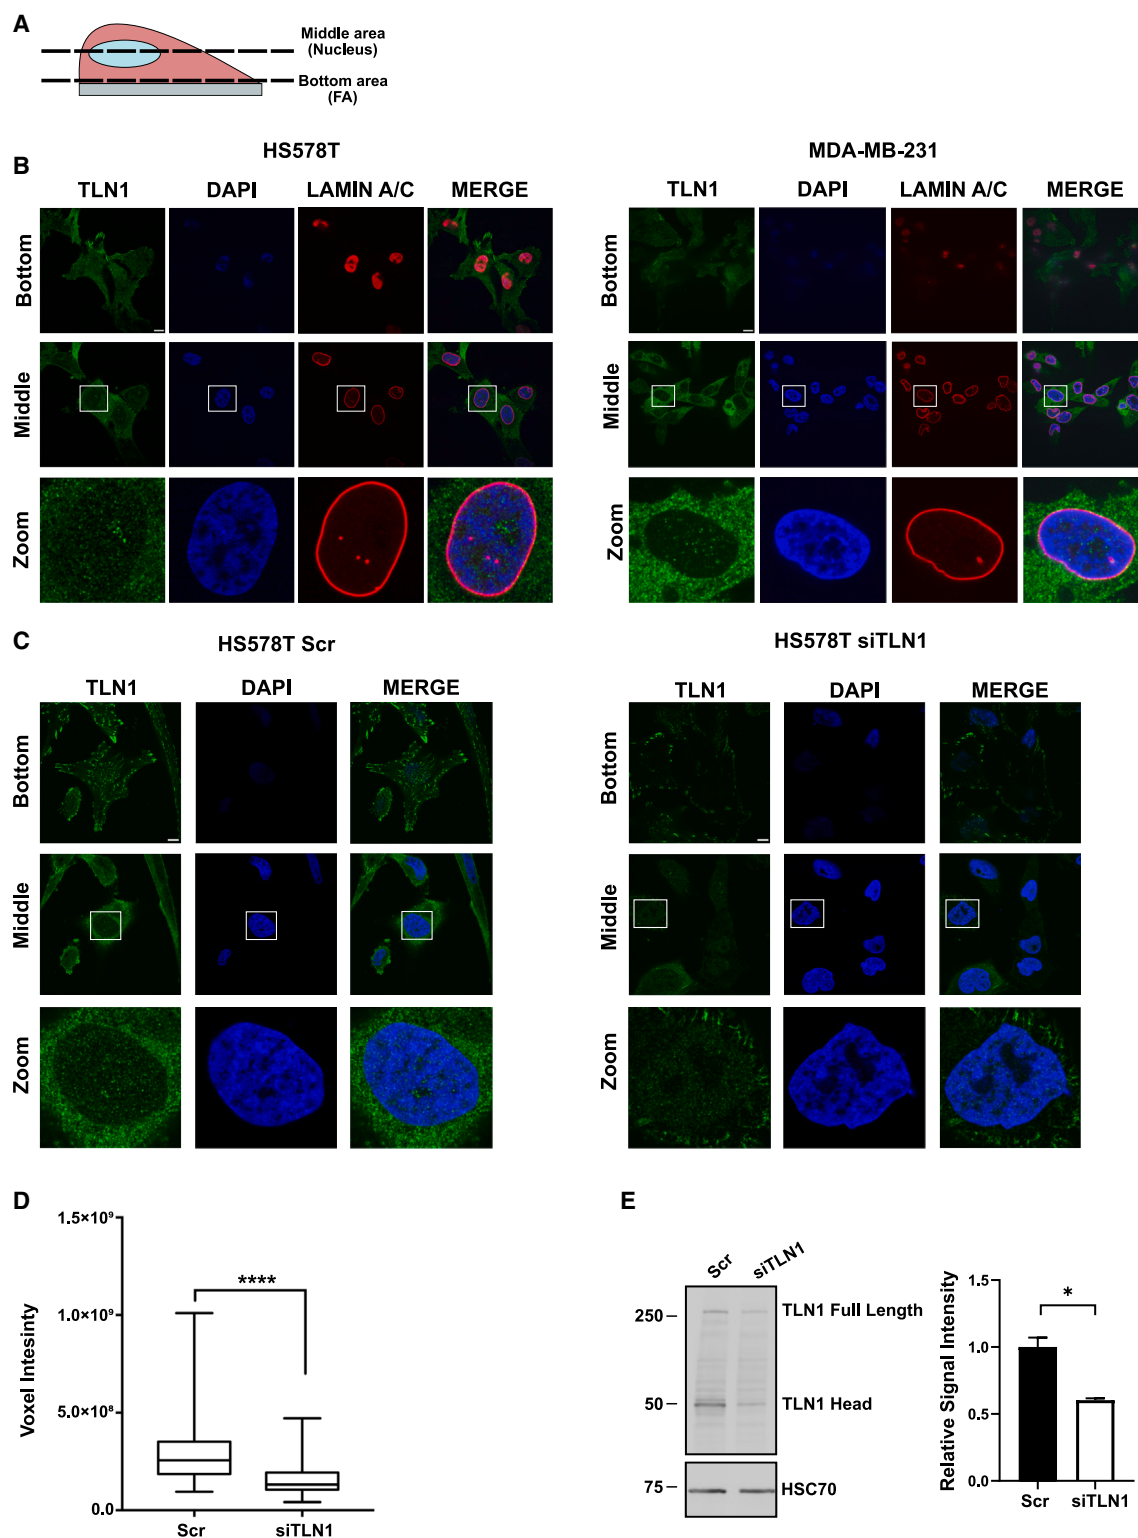 A
Middle area
(Nucleus)
Bottom area
(FA)
B
HS578T
TLN1 DAPI LAMIN A/C MERGE
Bottom
Middle
Zoom
MDA-MB-231
TLN1 DAPI LAMIN A/C MERGE
Bottom
Middle
Zoom
C
HS578T Scr
TLN1 DAPI MERGE
Bottom
Middle
Zoom
HS578T siTLN1
TLN1 DAPI MERGE
Bottom
Middle
Zoom
D
Voxel Intesinty
1.5×10⁹
1.0×10⁹
5.0×10⁸
0.0
****
Scr siTLN1
E
Scr siTLN1
250
TLN1 Full Length
50
TLN1 Head
75
HSC70
Relative Signal Intensity
1.5
1.0
0.5
0.0
*
Scr siTLN1